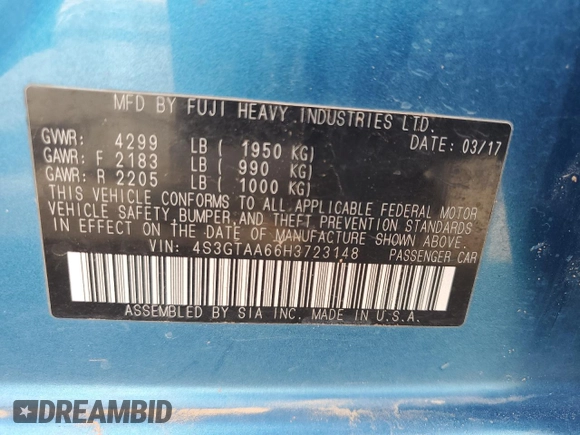 MFD BY FUJI HEAVY INDUSTRIES LTD.
GVWR: 4299 LB ( 1950 KG) DATE: 03/17
GAWR: F 2183 LB ( 990 KG)
GAWR: R 2205 LB ( 1000 KG)
THIS VEHICLE CONFORMS TO ALL APPLICABLE FEDERAL MOTOR
VEHICLE SAFETY, BUMPER, AND THEFT PREVENTION STANDARDS
IN EFFECT ON THE DATE OF MANUFACTURE SHOWN ABOVE.
VIN: 4S3GTAA66H3723148 PASSENGER CAR
ASSEMBLED BY SIA INC. MADE IN U.S.A.
DREAMBID